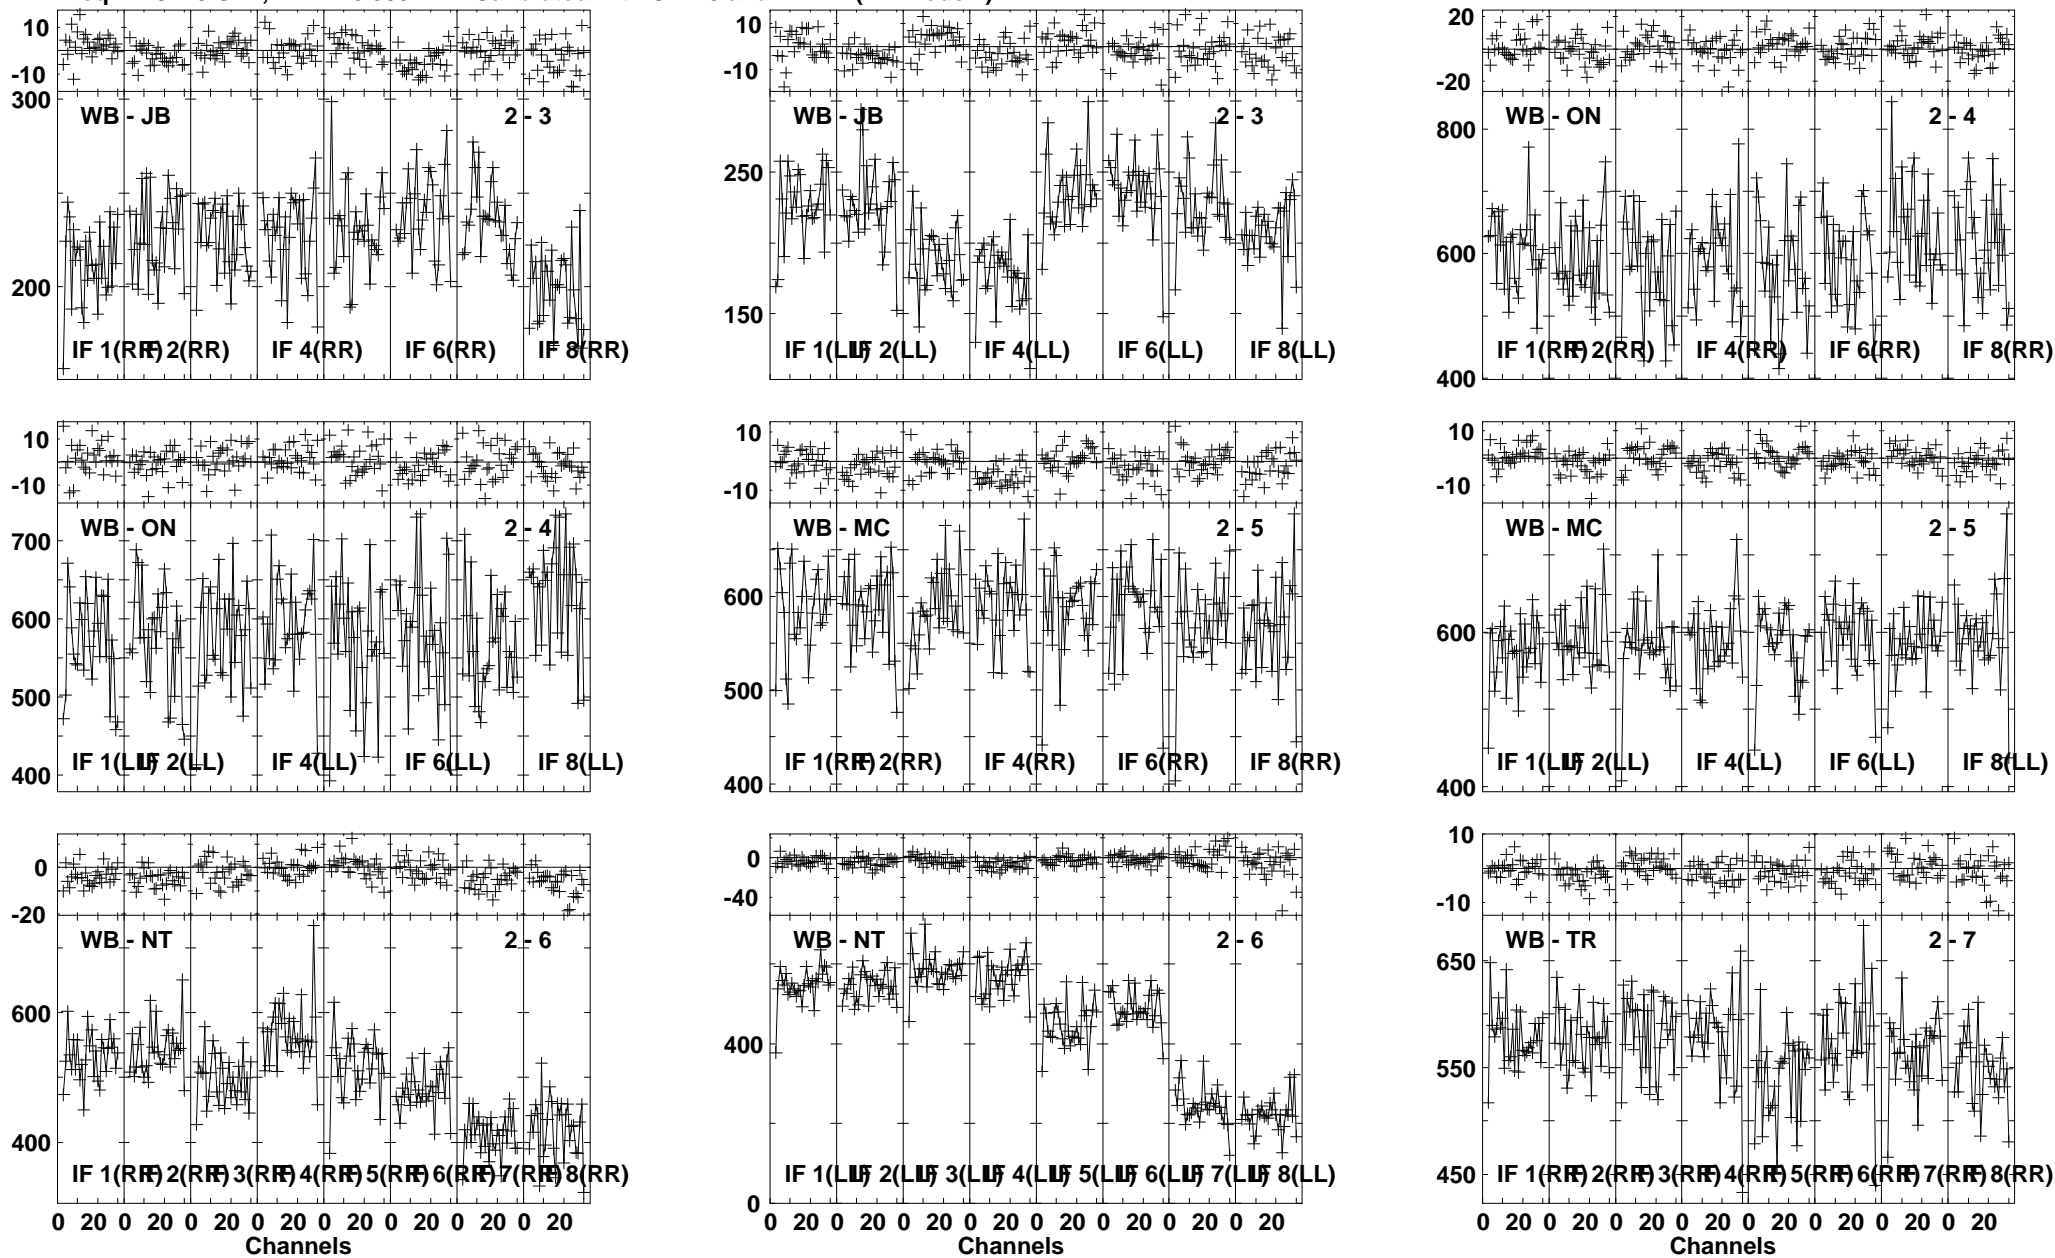 10
-10
300
200
WB - JB 2 - 3
IF 1(RR) IF 2(RR) IF 4(RR) IF 6(RR) IF 8(RR)
10
-10
250
150
WB - JB 2 - 3
IF 1(LL) IF 2(LL) IF 4(LL) IF 6(LL) IF 8(LL)
20
0
-20
800
600
400
WB - ON 2 - 4
IF 1(RR) IF 2(RR) IF 4(RR) IF 6(RR) IF 8(RR)
10
-10
700
600
500
400
WB - ON 2 - 4
IF 1(LL) IF 2(LL) IF 4(LL) IF 6(LL) IF 8(LL)
10
-10
600
500
400
WB - MC 2 - 5
IF 1(RR) IF 2(RR) IF 4(RR) IF 6(RR) IF 8(RR)
10
-10
600
400
WB - MC 2 - 5
IF 1(LL) IF 2(LL) IF 4(LL) IF 6(LL) IF 8(LL)
0
-20
600
400
WB - NT 2 - 6
IF 1(RR) IF 2(RR) IF 3(RR) IF 4(RR) IF 5(RR) IF 6(RR) IF 7(RR) IF 8(RR)
0 20 0 20 0 20 0 20 0 20 0 20 0 20 0 20
Channels
0
-40
400
0
WB - NT 2 - 6
IF 1(LL) IF 2(LL) IF 3(LL) IF 4(LL) IF 5(LL) IF 6(LL) IF 7(LL) IF 8(LL)
0 20 0 20 0 20 0 20 0 20 0 20 0 20 0 20
Channels
10
-10
650
550
450
WB - TR 2 - 7
IF 1(RR) IF 2(RR) IF 3(RR) IF 4(RR) IF 5(RR) IF 6(RR) IF 7(RR) IF 8(RR)
0 20 0 20 0 20 0 20 0 20 0 20 0 20 0 20
Channels